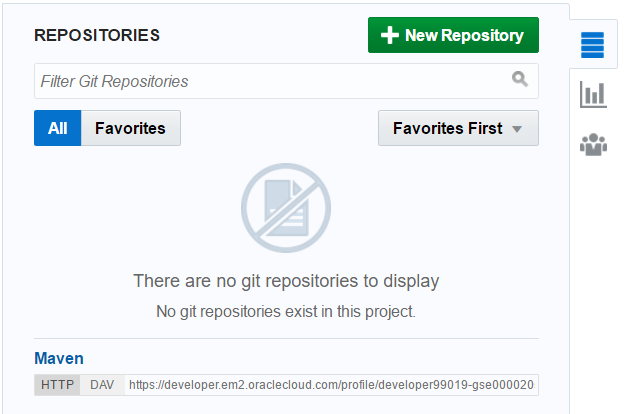 REPOSITORIES
New Repository
Filter Git Repositories
All
Favorites
Favorites First
There are no git repositories to display
No git repositories exist in this project.
Maven
HTTP DAV https://developer.em2.oraclecloud.com/profile/developer99019-gse000020